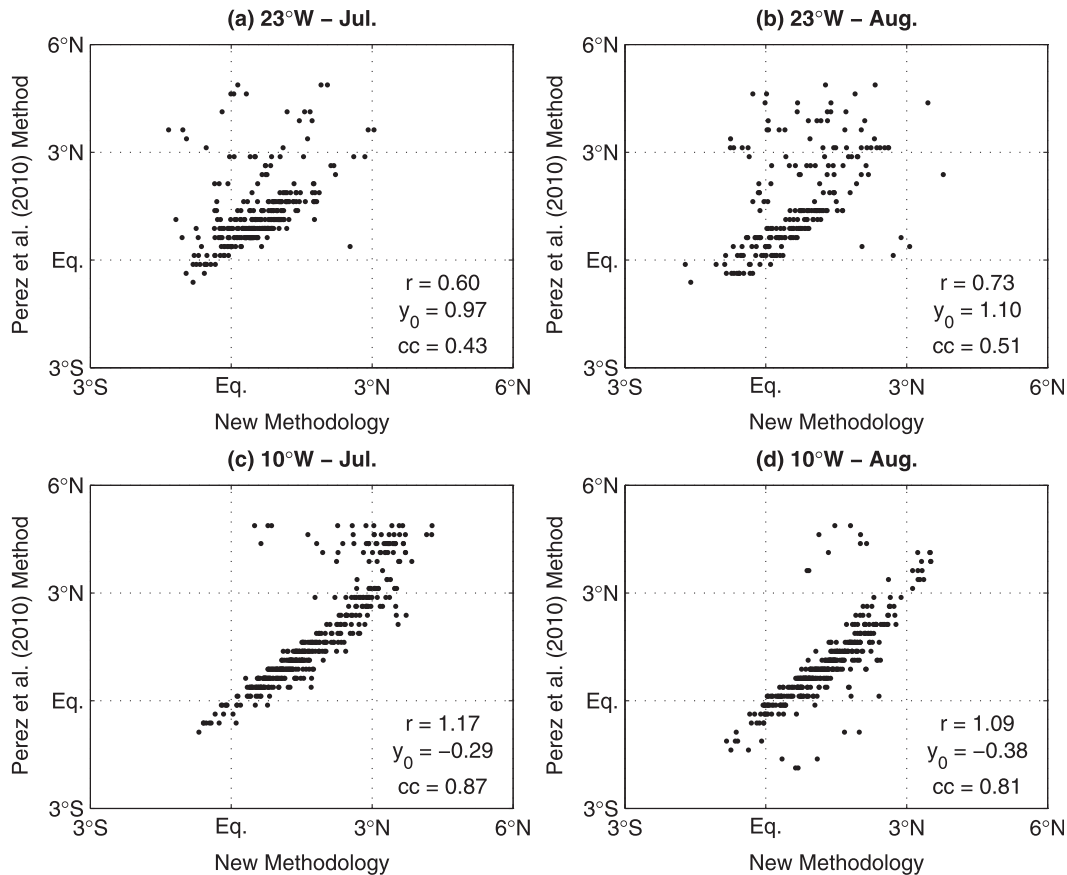 (a) 23°W – Jul.
6°N
3°N
Eq.
3°S
Perez et al. (2010) Method
r = 0.60
y0 = 0.97
cc = 0.43
3°S Eq. 3°N 6°N
New Methodology
(b) 23°W – Aug.
6°N
3°N
Eq.
3°S
Perez et al. (2010) Method
r = 0.73
y0 = 1.10
cc = 0.51
3°S Eq. 3°N 6°N
New Methodology
(c) 10°W – Jul.
6°N
3°N
Eq.
3°S
Perez et al. (2010) Method
r = 1.17
y0 = −0.29
cc = 0.87
3°S Eq. 3°N 6°N
New Methodology
(d) 10°W – Aug.
6°N
3°N
Eq.
3°S
Perez et al. (2010) Method
r = 1.09
y0 = −0.38
cc = 0.81
3°S Eq. 3°N 6°N
New Methodology